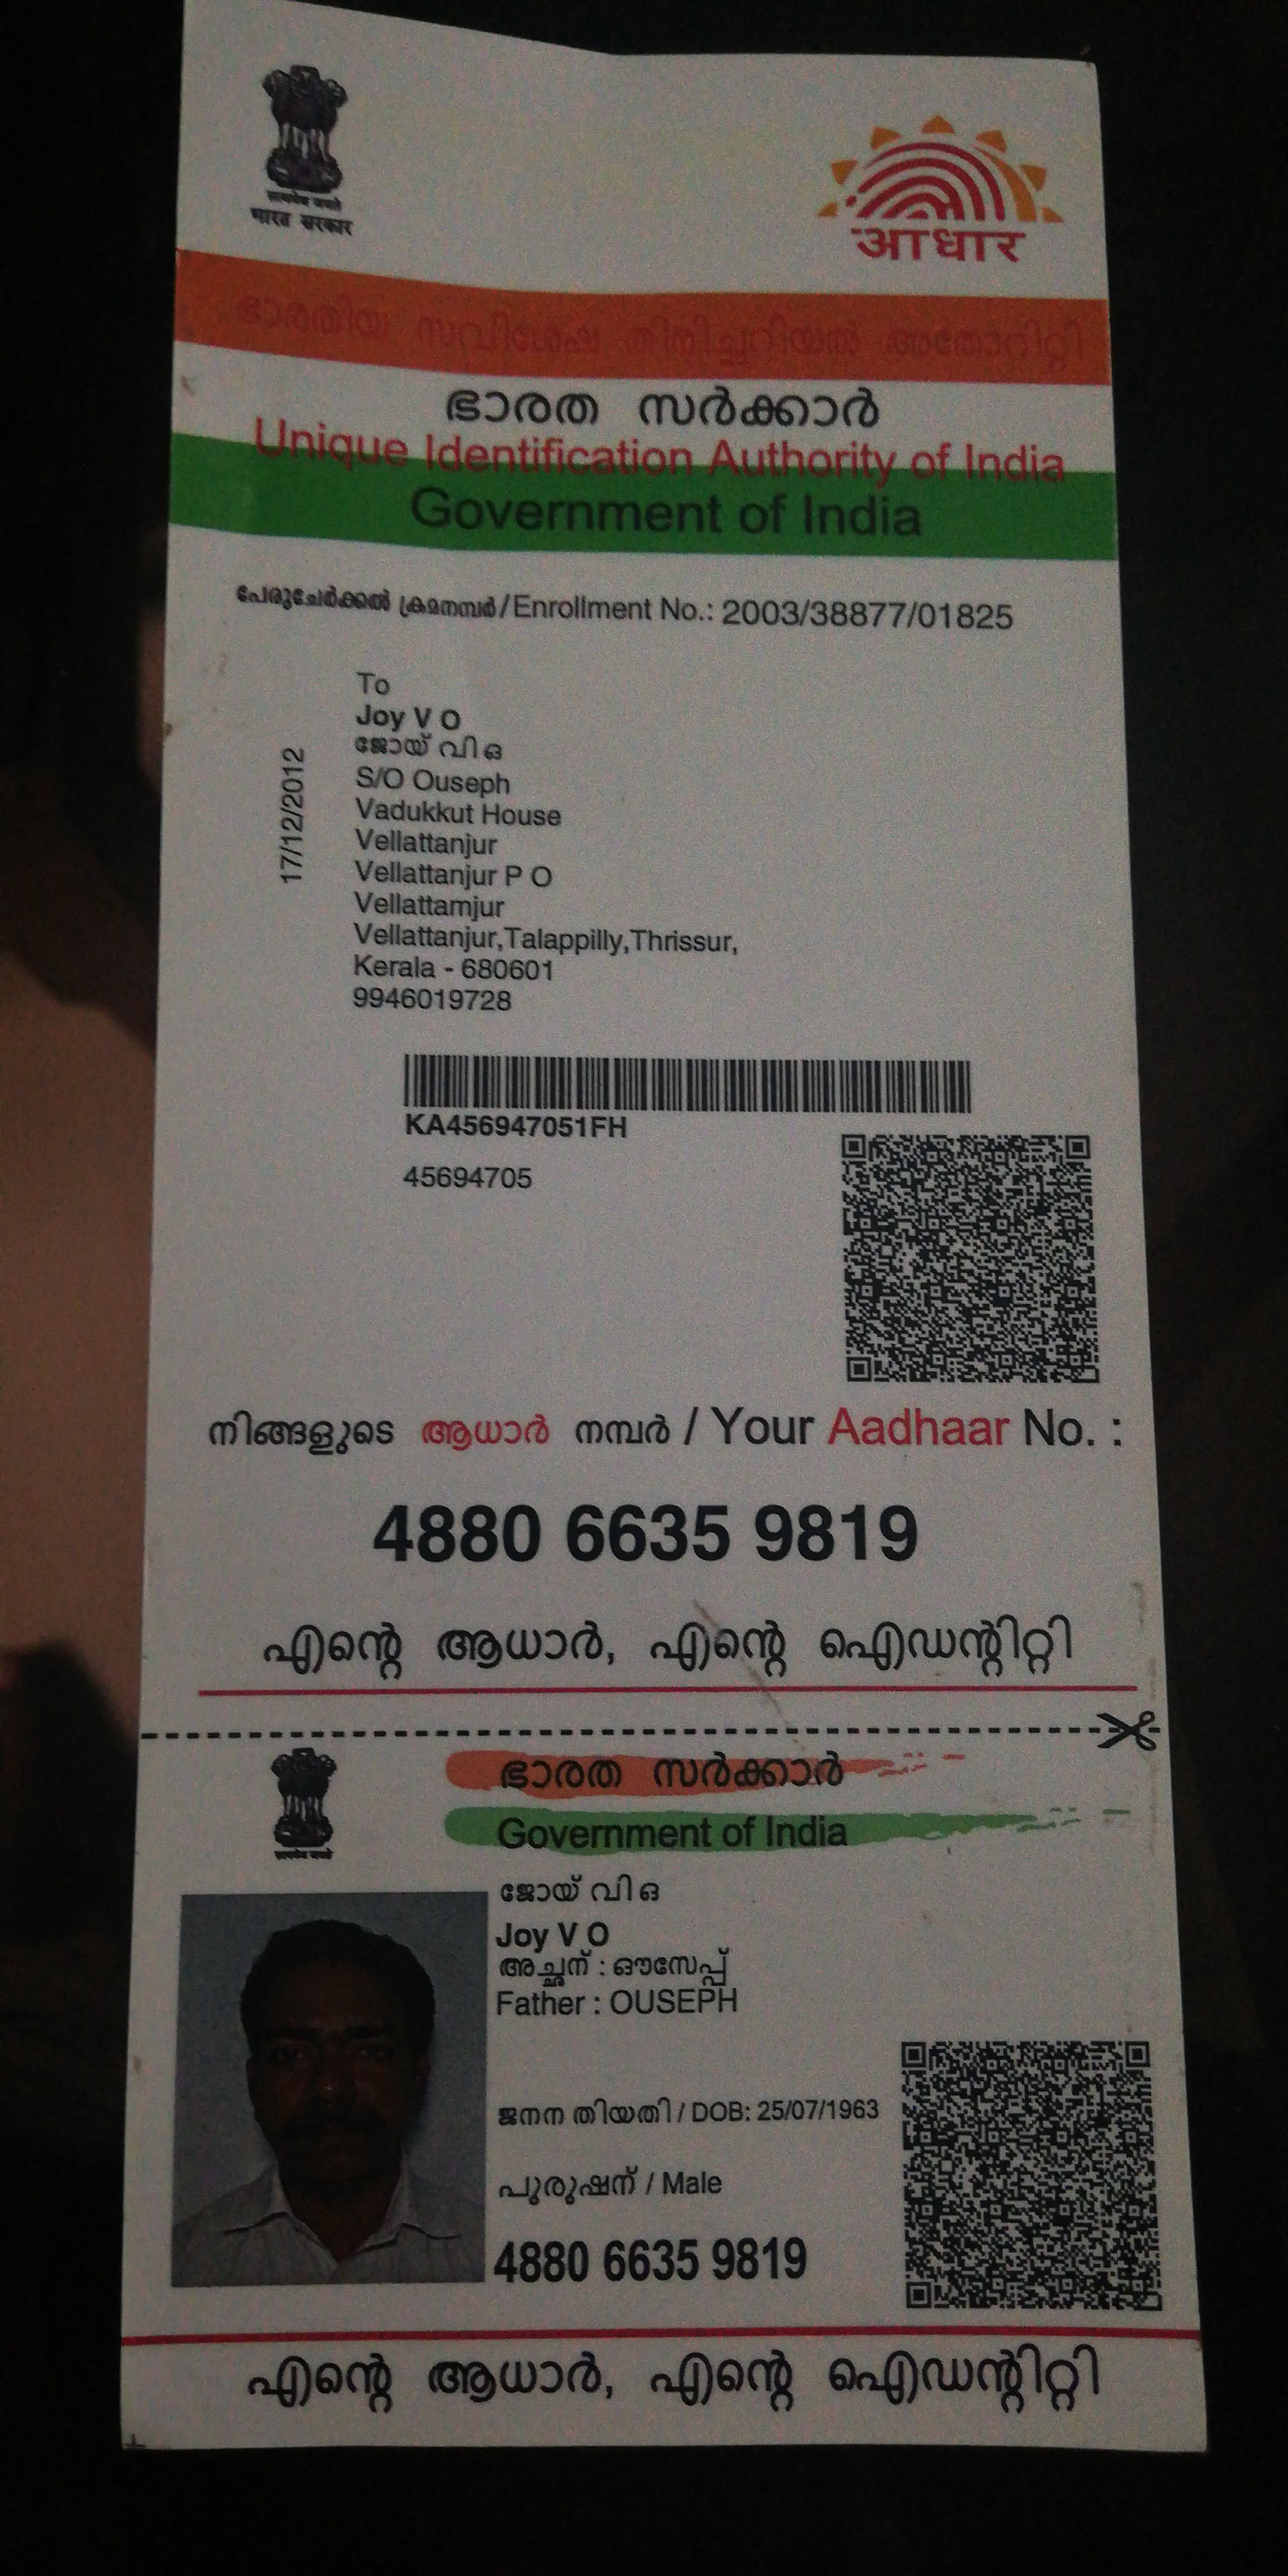 सत्यमेव जयते
भारत सरकार
आधार
ഭാരതീയ സവിശേഷ തിരിച്ചറിയൽ അതോറിറ്റി
ഭാരത സർക്കാർ
Unique Identification Authority of India
Government of India
പേരുചേർക്കൽ ക്രമനമ്പർ / Enrollment No.: 2003/38877/01825
17/12/2012
To
Joy V O
ജോയ് വി ഒ
S/O Ouseph
Vadukkut House
Vellattanjur
Vellattanjur P O
Vellattamjur
Vellattanjur,Talappilly,Thrissur,
Kerala - 680601
9946019728
KA456947051FH
45694705
നിങ്ങളുടെ ആധാർ നമ്പർ / Your Aadhaar No. :
4880 6635 9819
എന്റെ ആധാർ, എന്റെ ഐഡന്റിറ്റി
ഭാരത സർക്കാർ
Government of India
ജോയ് വി ഒ
Joy V O
അച്ഛന് : ഔസേപ്പ്
Father : OUSEPH
ജനന തിയതി / DOB: 25/07/1963
പുരുഷന് / Male
4880 6635 9819
എന്റെ ആധാർ, എന്റെ ഐഡന്റിറ്റി